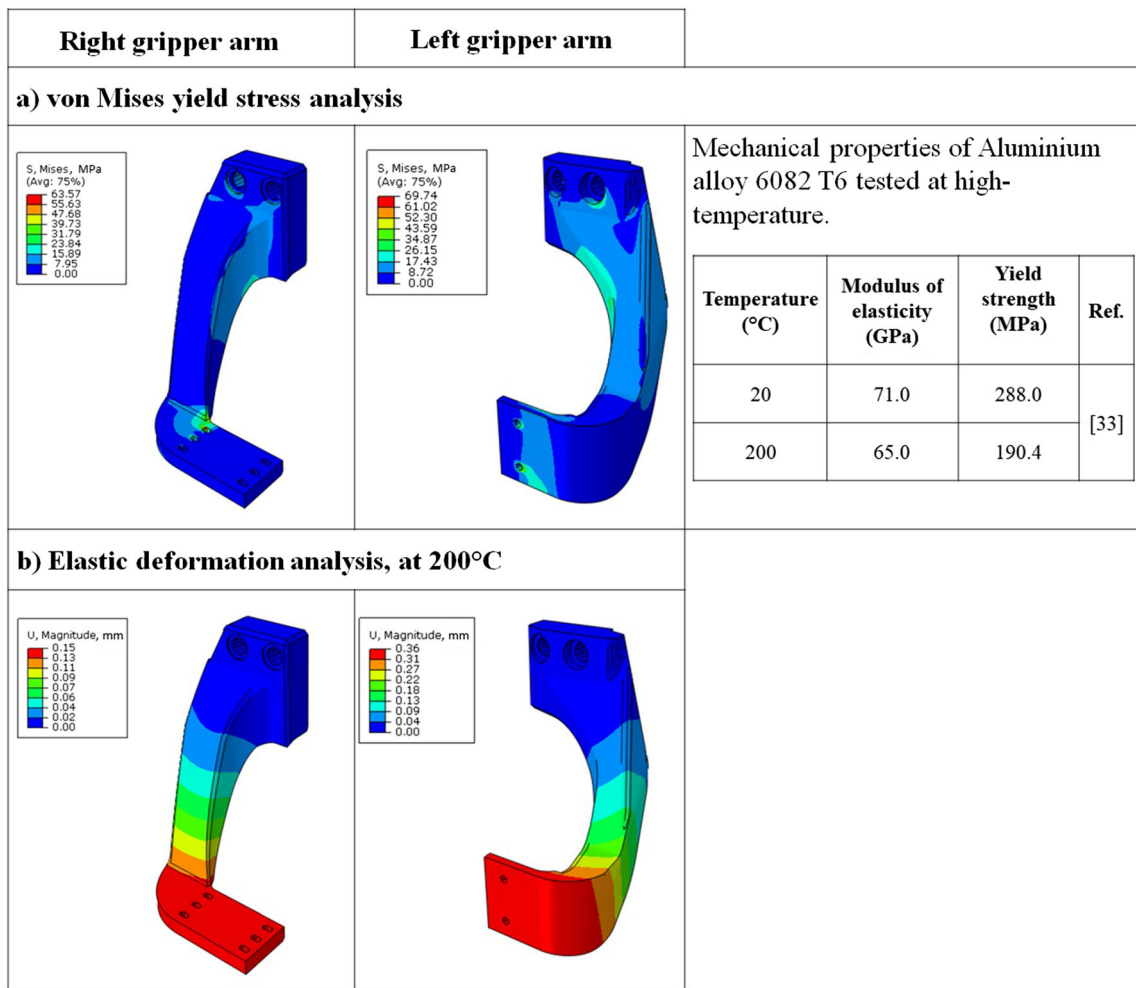 Right gripper arm
Left gripper arm
a) von Mises yield stress analysis
S, Mises, MPa
(Avg: 75%)
63.57
55.63
47.68
39.73
31.79
23.84
15.89
7.95
0.00
S, Mises, MPa
(Avg: 75%)
69.74
61.02
52.30
43.59
34.87
26.15
17.43
8.72
0.00
Mechanical properties of Aluminium
alloy 6082 T6 tested at high-
temperature.
Temperature
(°C)
Modulus of
elasticity
(GPa)
Yield
strength
(MPa)
Ref.
20
71.0
288.0
[33]
200
65.0
190.4
b) Elastic deformation analysis, at 200°C
U, Magnitude, mm
0.15
0.13
0.11
0.09
0.07
0.06
0.04
0.02
0.00
U, Magnitude, mm
0.36
0.31
0.27
0.22
0.18
0.13
0.09
0.04
0.00